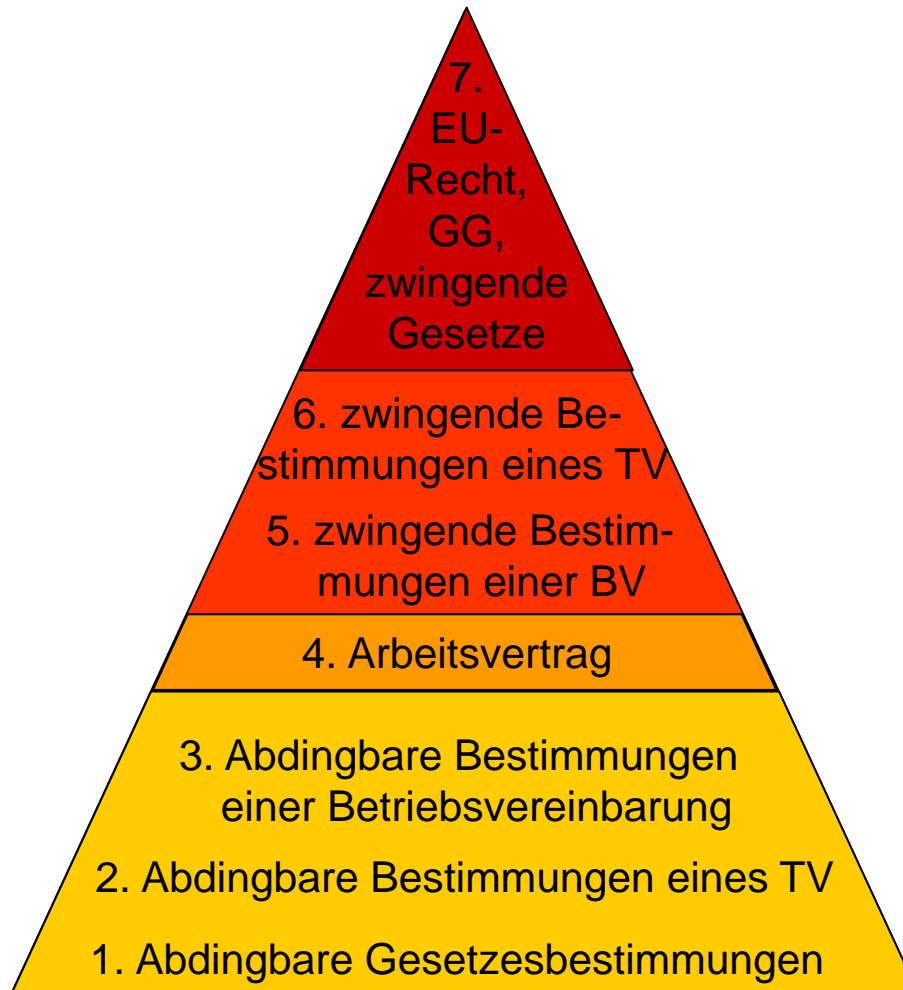 7.
EU-
Recht,
GG,
zwingende
Gesetze
6. zwingende Be-
stimmungen eines TV
5. zwingende Bestim-
mungen einer BV
4. Arbeitsvertrag
3. Abdingbare Bestimmungen
einer Betriebsvereinbarung
2. Abdingbare Bestimmungen eines TV
1. Abdingbare Gesetzesbestimmungen